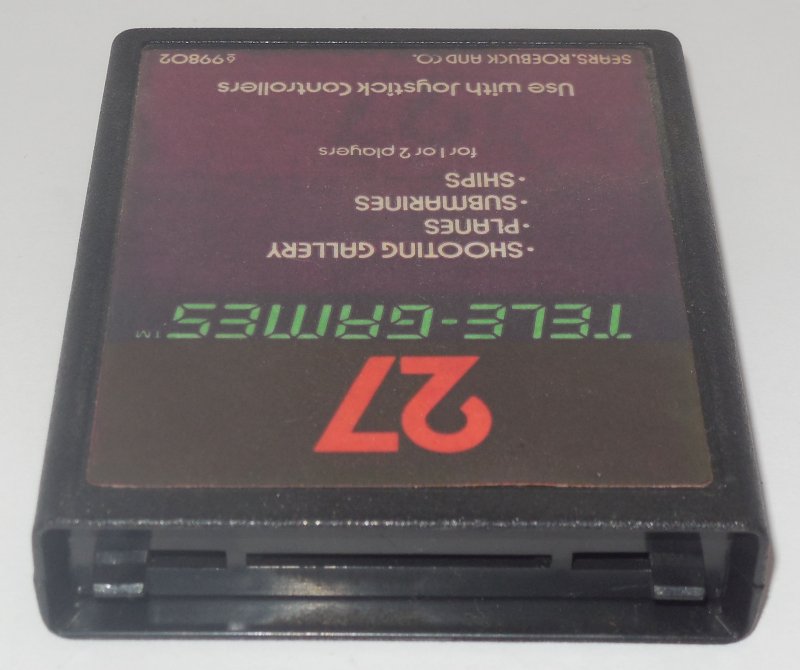 27
TELE-GAMES™
•SHOOTING GALLERY
•PLANES
•SUBMARINES
•SHIPS
for 1 or 2 players
Use with Joystick Controllers
SEARS, ROEBUCK AND CO. 6 99802